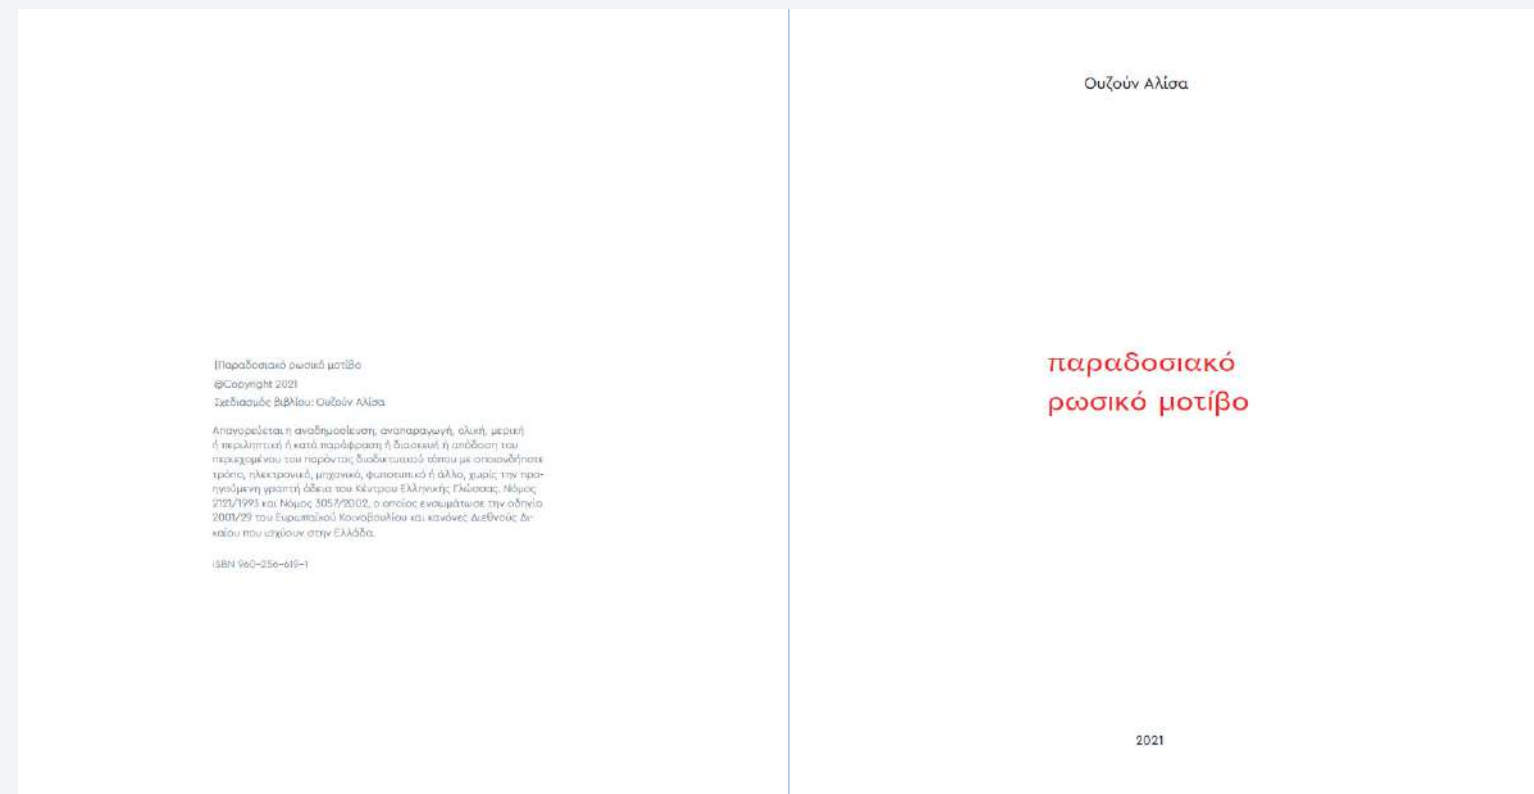 |Παραδοσιακό ρωσικό μοτίβο
@Copyright 2021
Σχεδιασμός βιβλίου: Ουζούν Αλίσα
Απαγορεύεται η αναδημοσίευση, αναπαραγωγή, ολική, μερική
ή περιληπτική ή κατά παράφραση ή διασκευή ή απόδοση του
περιεχομένου του παρόντος διαδικτυακού τόπου με οποιονδήποτε
τρόπο, ηλεκτρονικό, μηχανικό, φωτοτυπικό ή άλλο, χωρίς την προ-
ηγούμενη γραπτή άδεια του Κέντρου Ελληνικής Γλώσσας. Νόμος
2121/1993 και Νόμος 3057/2002, ο οποίος ενσωμάτωσε την οδηγία
2001/29 του Ευρωπαϊκού Κοινοβουλίου και κανόνες Διεθνούς Δι-
καίου που ισχύουν στην Ελλάδα.
ISBN 960-256-619-1
Ουζούν Αλίσα
παραδοσιακό
ρωσικό μοτίβο
2021